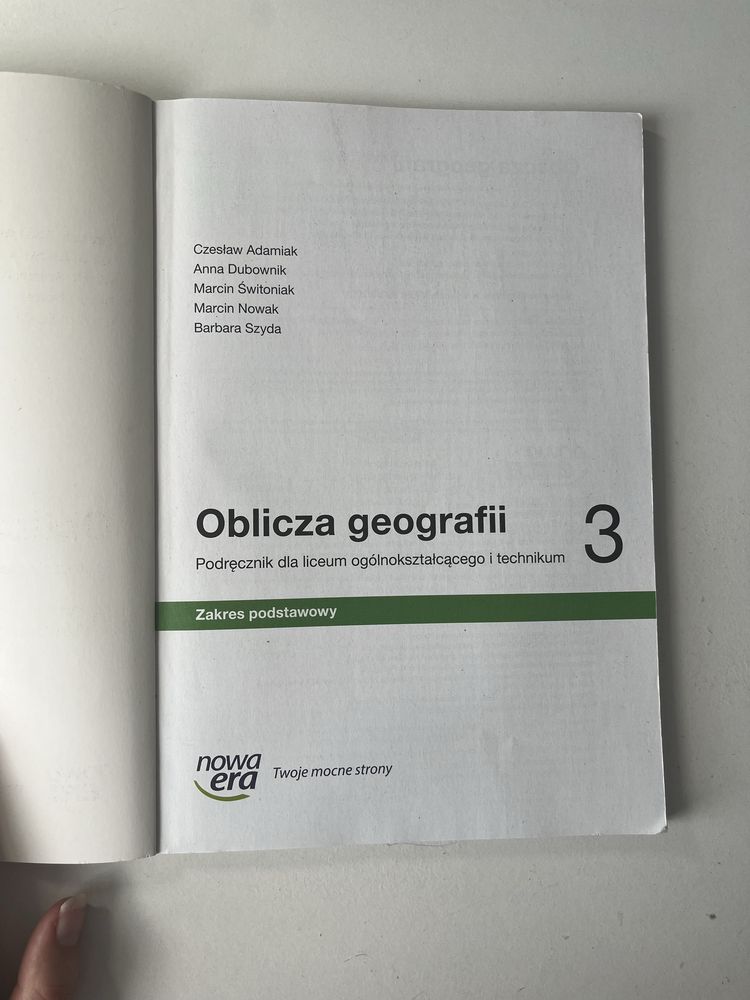 Czesław Adamiak
Anna Dubownik
Marcin Świtoniak
Marcin Nowak
Barbara Szyda
Oblicza geografii 3
Podręcznik dla liceum ogólnokształcącego i technikum
Zakres podstawowy
nowa
era
Twoje mocne strony